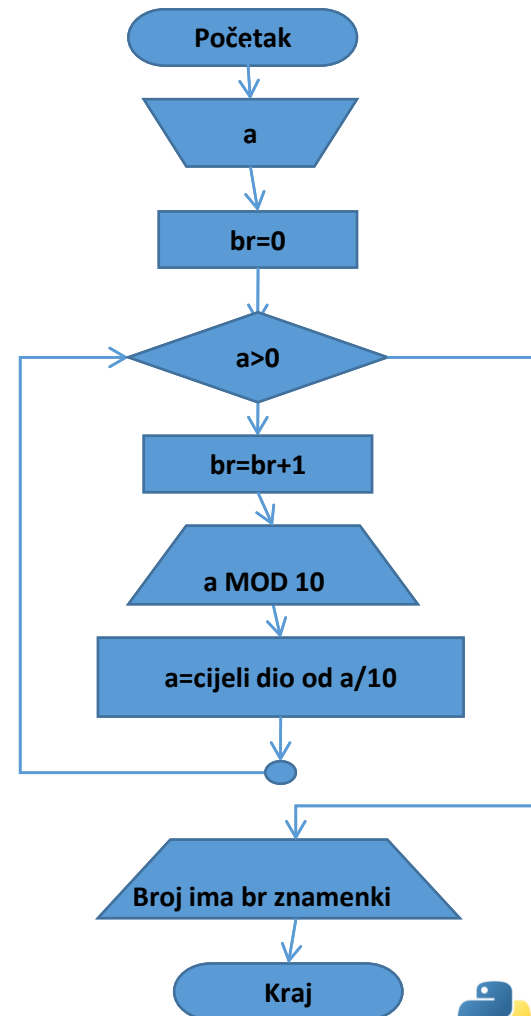 Početak
a
br=0
a>0
br=br+1
a MOD 10
a=cijeli dio od a/10
Broj ima br znamenki
Kraj